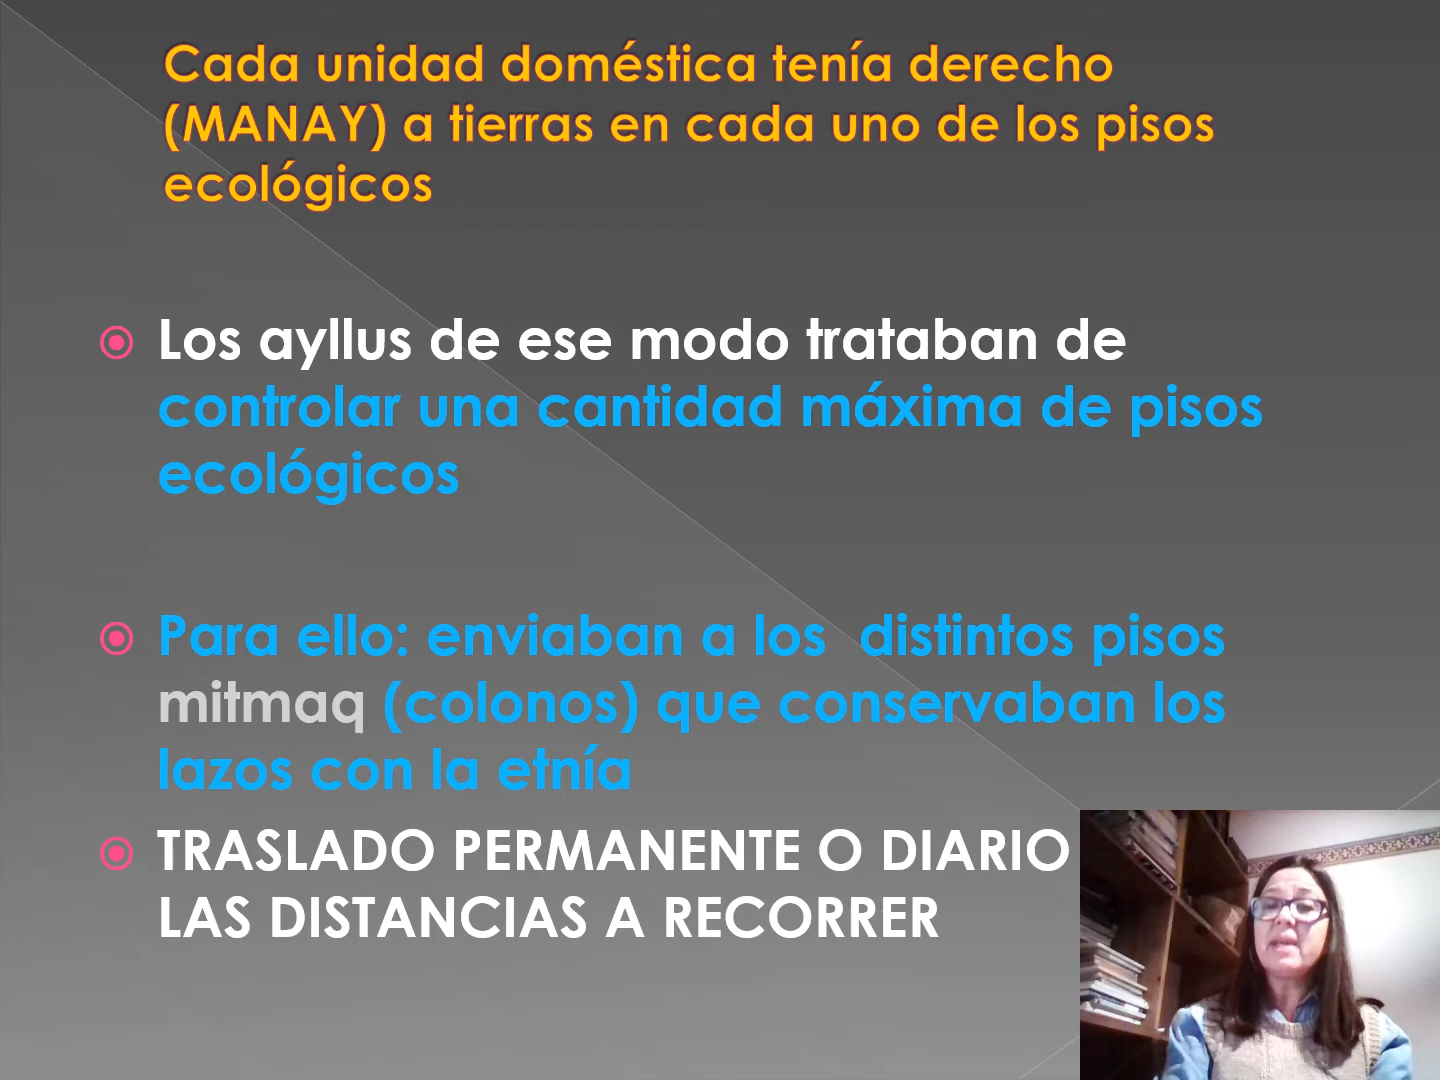 Cada unidad doméstica tenía derecho
(MANAY) a tierras en cada uno de los pisos
ecológicos
Los ayllus de ese modo trataban de
controlar una cantidad máxima de pisos
ecológicos
Para ello: enviaban a los distintos pisos
mitmaq (colonos) que conservaban los
lazos con la etnía
TRASLADO PERMANENTE O DIARIO
LAS DISTANCIAS A RECORRER